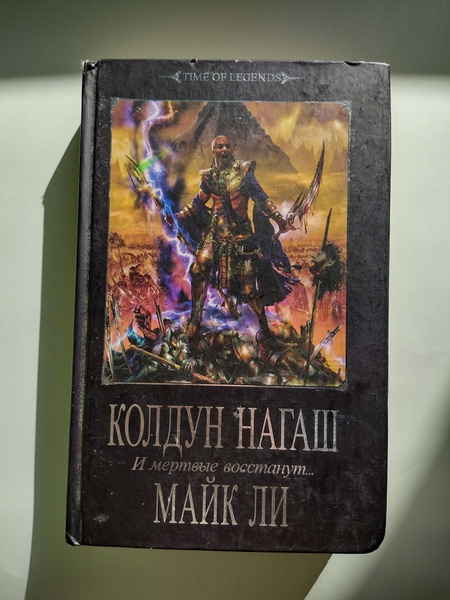 TIME OF LEGENDS
КОЛДУН НАГАШ
И мертвые восстанут...
МАЙК ЛИ